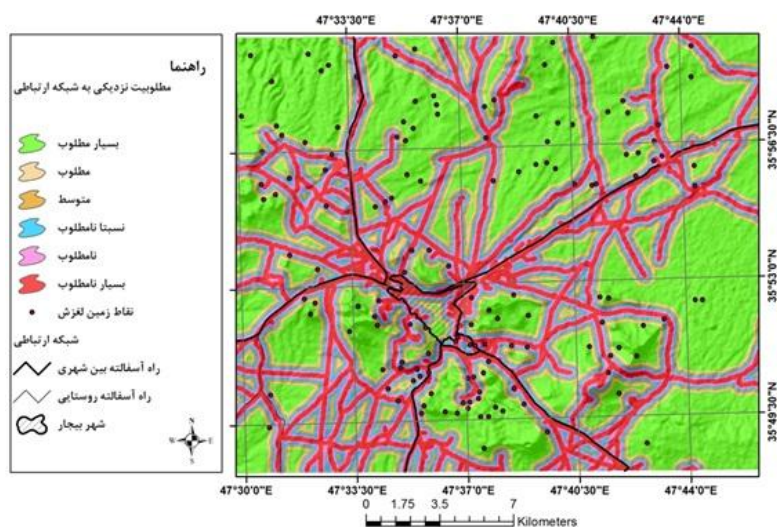 47°33'30"E 47°37'0"E 47°40'30"E 47°44'0"E
راهنما
مطلوبیت نزدیکی به شبکه ارتباطی
بسیار مطلوب
مطلوب
متوسط
نسبتا نامطلوب
نامطلوب
بسیار نامطلوب
نقاط زمین لغزش
شبکه ارتباطی
راه آسفالته بین شهری
راه آسفالته روستایی
شهر بیجار
N
W E
S
35°56'30"N
35°53'0"N
35°49'30"N
47°30'0"E 47°33'30"E 47°37'0"E 47°40'30"E 47°44'0"E
0 1.75 3.5 7
Kilometers